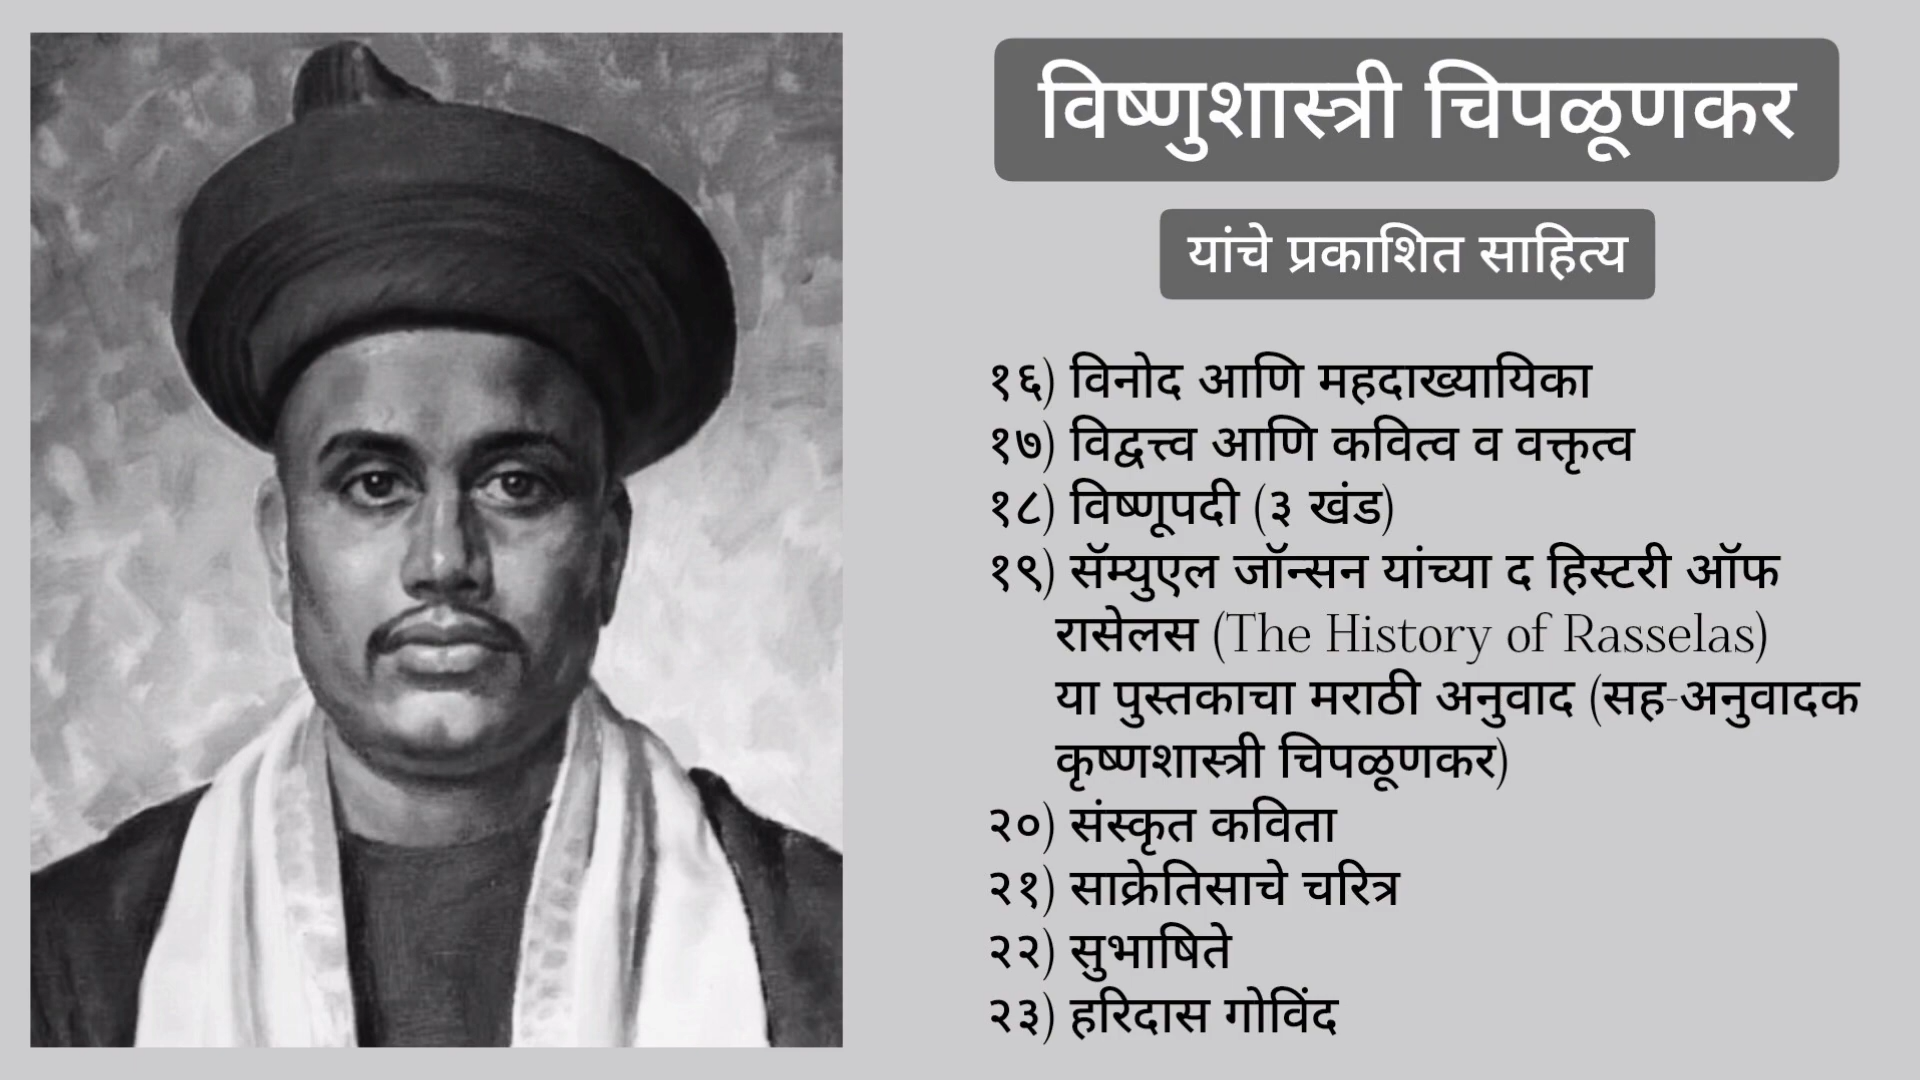 विष्णुशास्त्री चिपळूणकर
यांचे प्रकाशित साहित्य
१६) विनोद आणि महदाख्यायिका
१७) विद्वत्त्व आणि कवित्व व वक्तृत्व
१८) विष्णूपदी (३ खंड)
१९) सॅम्युएल जॉन्सन यांच्या द हिस्टरी ऑफ
रासेलस (The History of Rasselas)
या पुस्तकाचा मराठी अनुवाद (सह-अनुवादक
कृष्णशास्त्री चिपळूणकर)
२०) संस्कृत कविता
२१) साक्रेतिसाचे चरित्र
२२) सुभाषिते
२३) हरिदास गोविंद